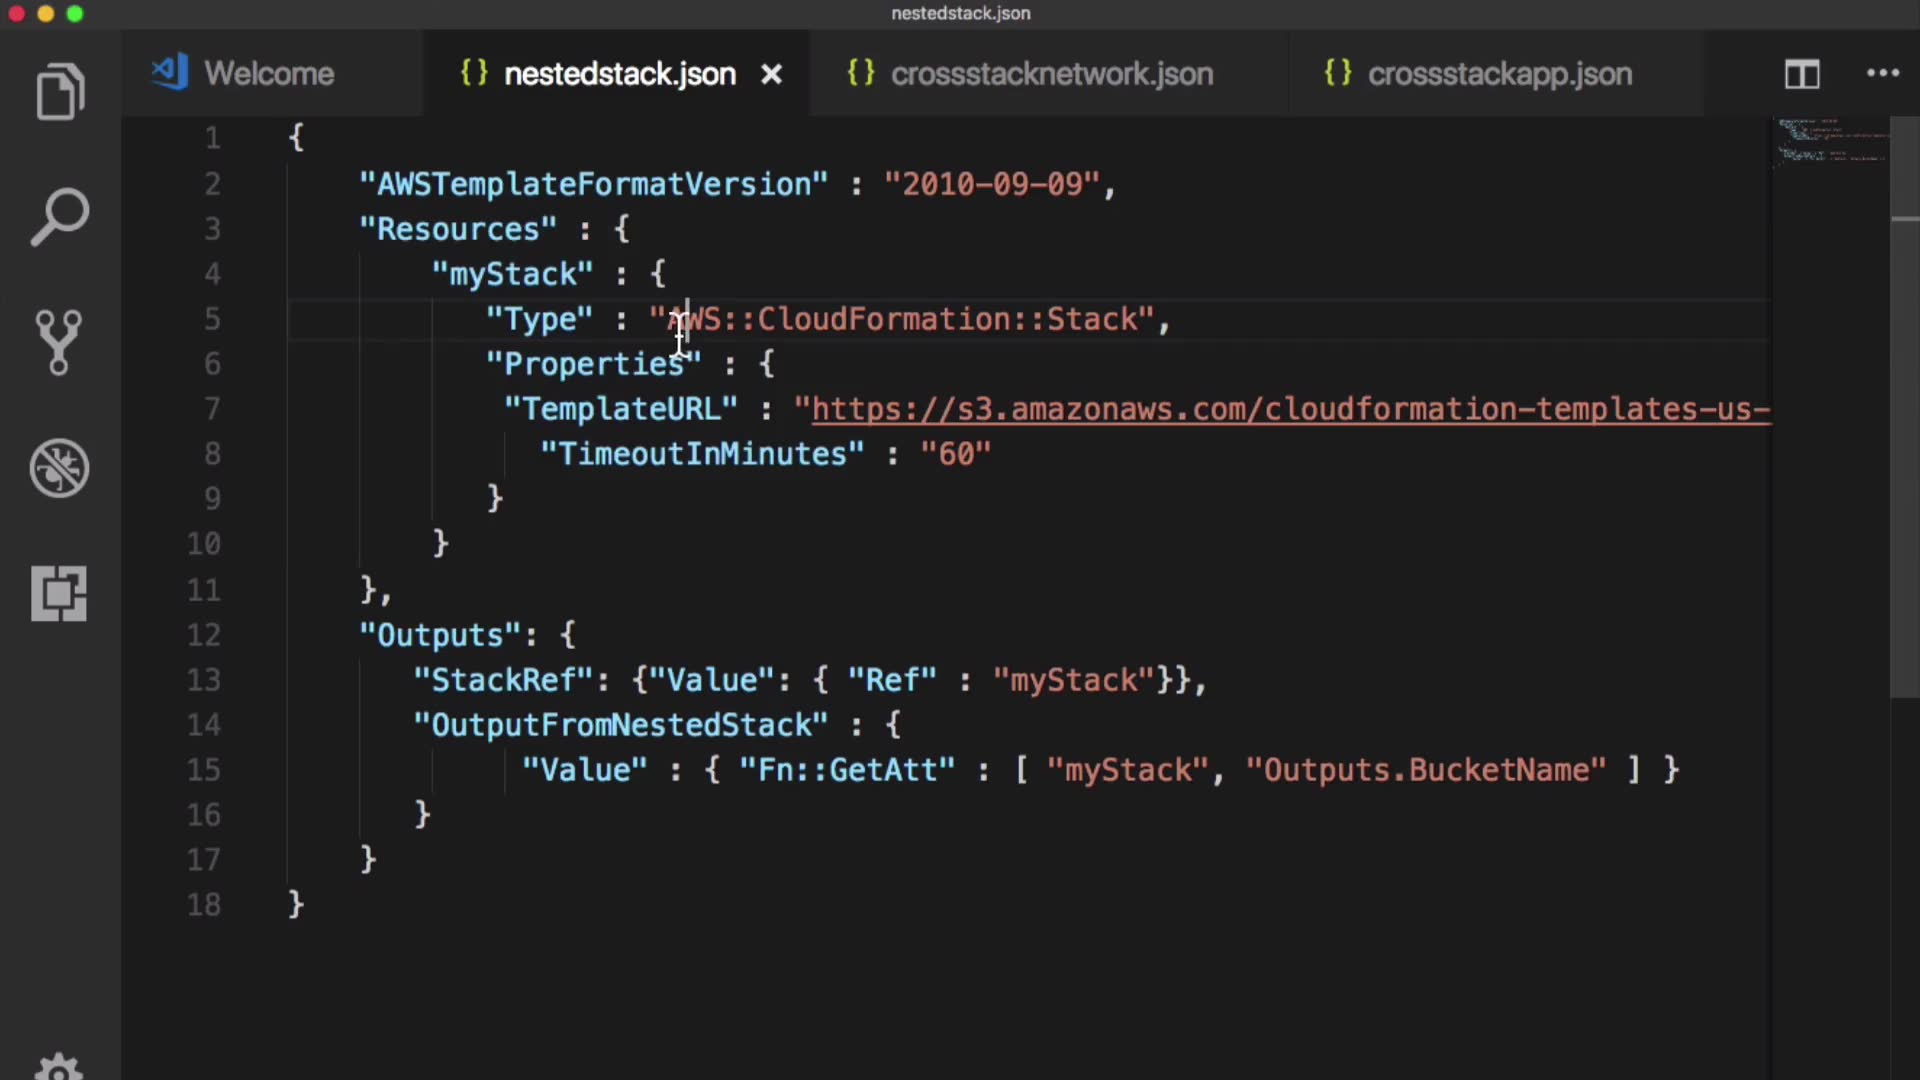 nestedstack.json
Welcome
{} nestedstack.json ×
{} crossstacknetwork.json
{} crossstackapp.json
1 {
2 "AWSTemplateFormatVersion" : "2010-09-09",
3 "Resources" : {
4 "myStack" : {
5 "Type" : "AWS::CloudFormation::Stack",
6 "Properties" : {
7 "TemplateURL" : "https://s3.amazonaws.com/cloudformation-templates-us-
8 "TimeoutInMinutes" : "60"
9 }
10 }
11 },
12 "Outputs": {
13 "StackRef": {"Value": { "Ref" : "myStack"}},
14 "OutputFromNestedStack" : {
15 "Value" : { "Fn::GetAtt" : [ "myStack", "Outputs.BucketName" ] }
16 }
17 }
18 }